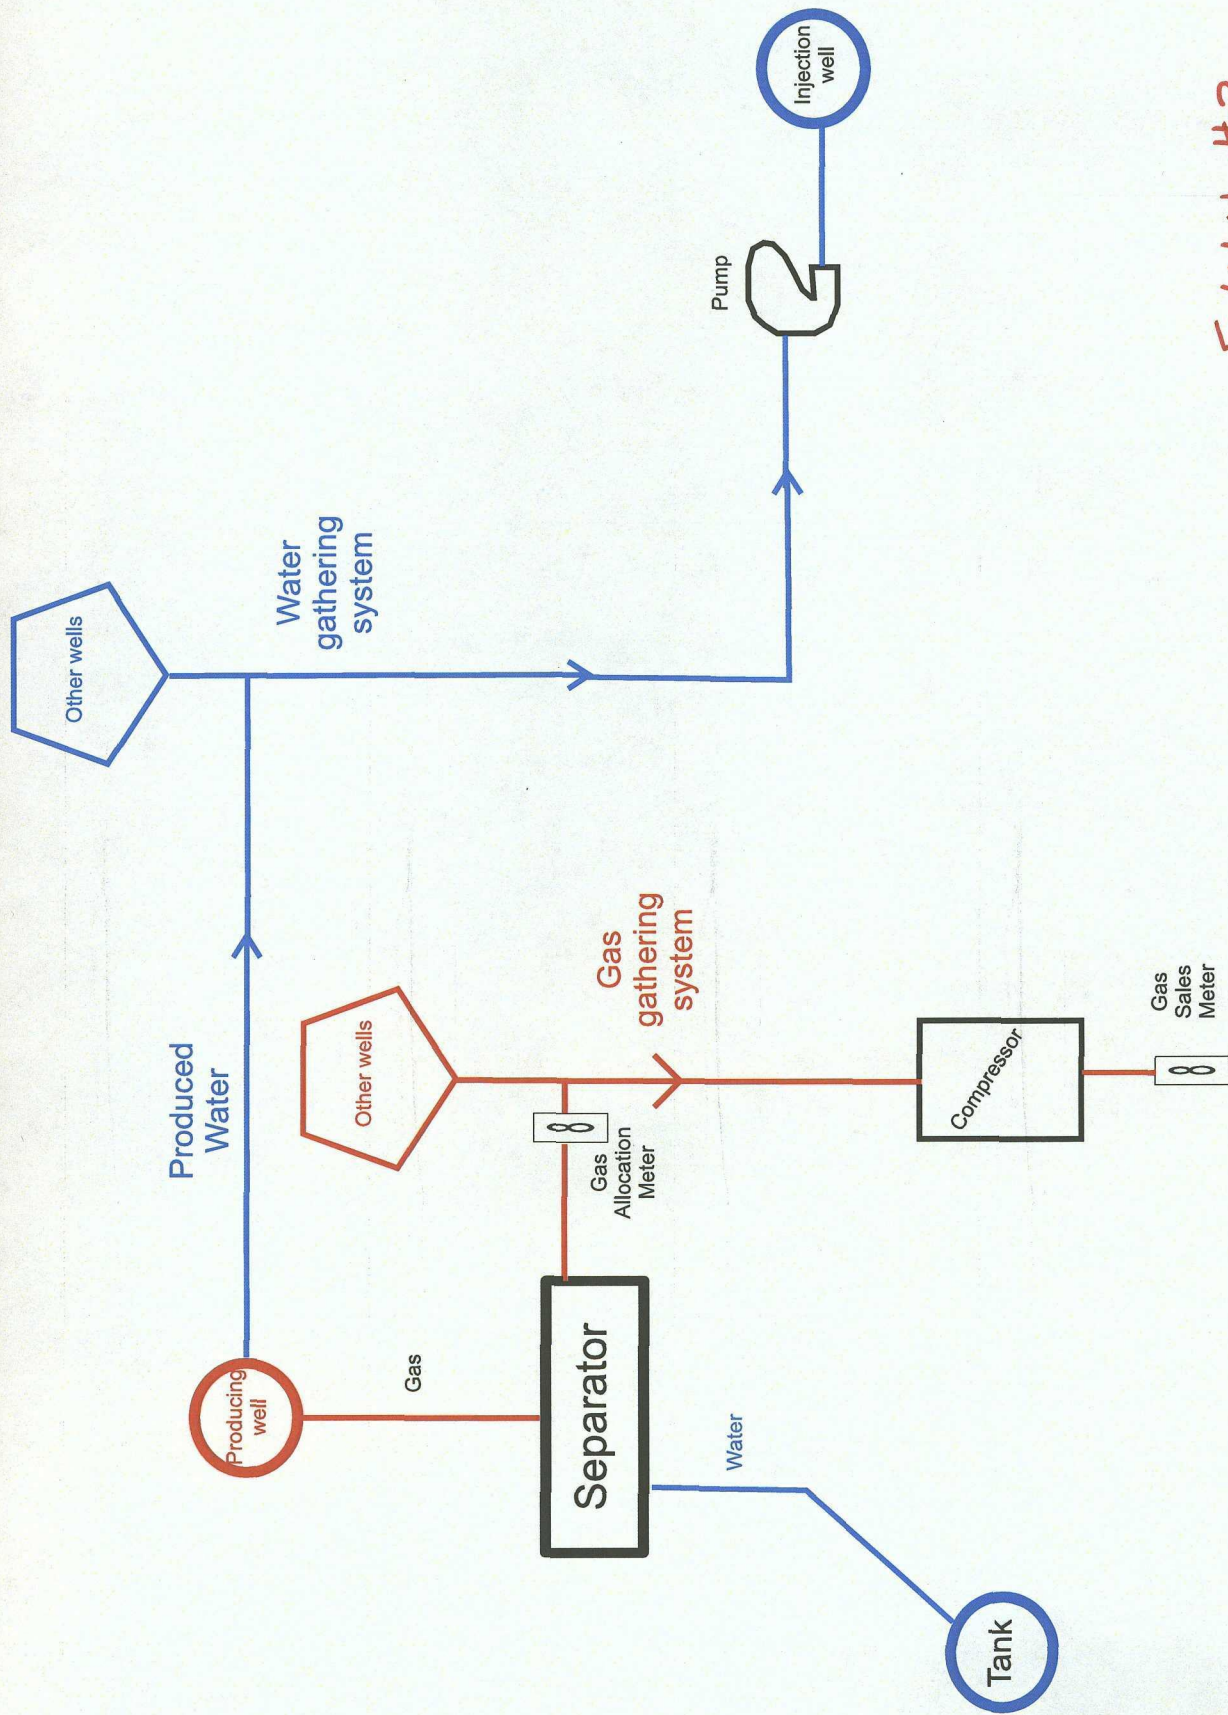 Other wells
Produced
Water
Water
gathering
system
Producing
well
Gas
Other wells
Pump
Injection
well
Separator
Gas
Allocation
Meter
Gas
gathering
system
Water
Compressor
Tank
Gas
Sales
Meter